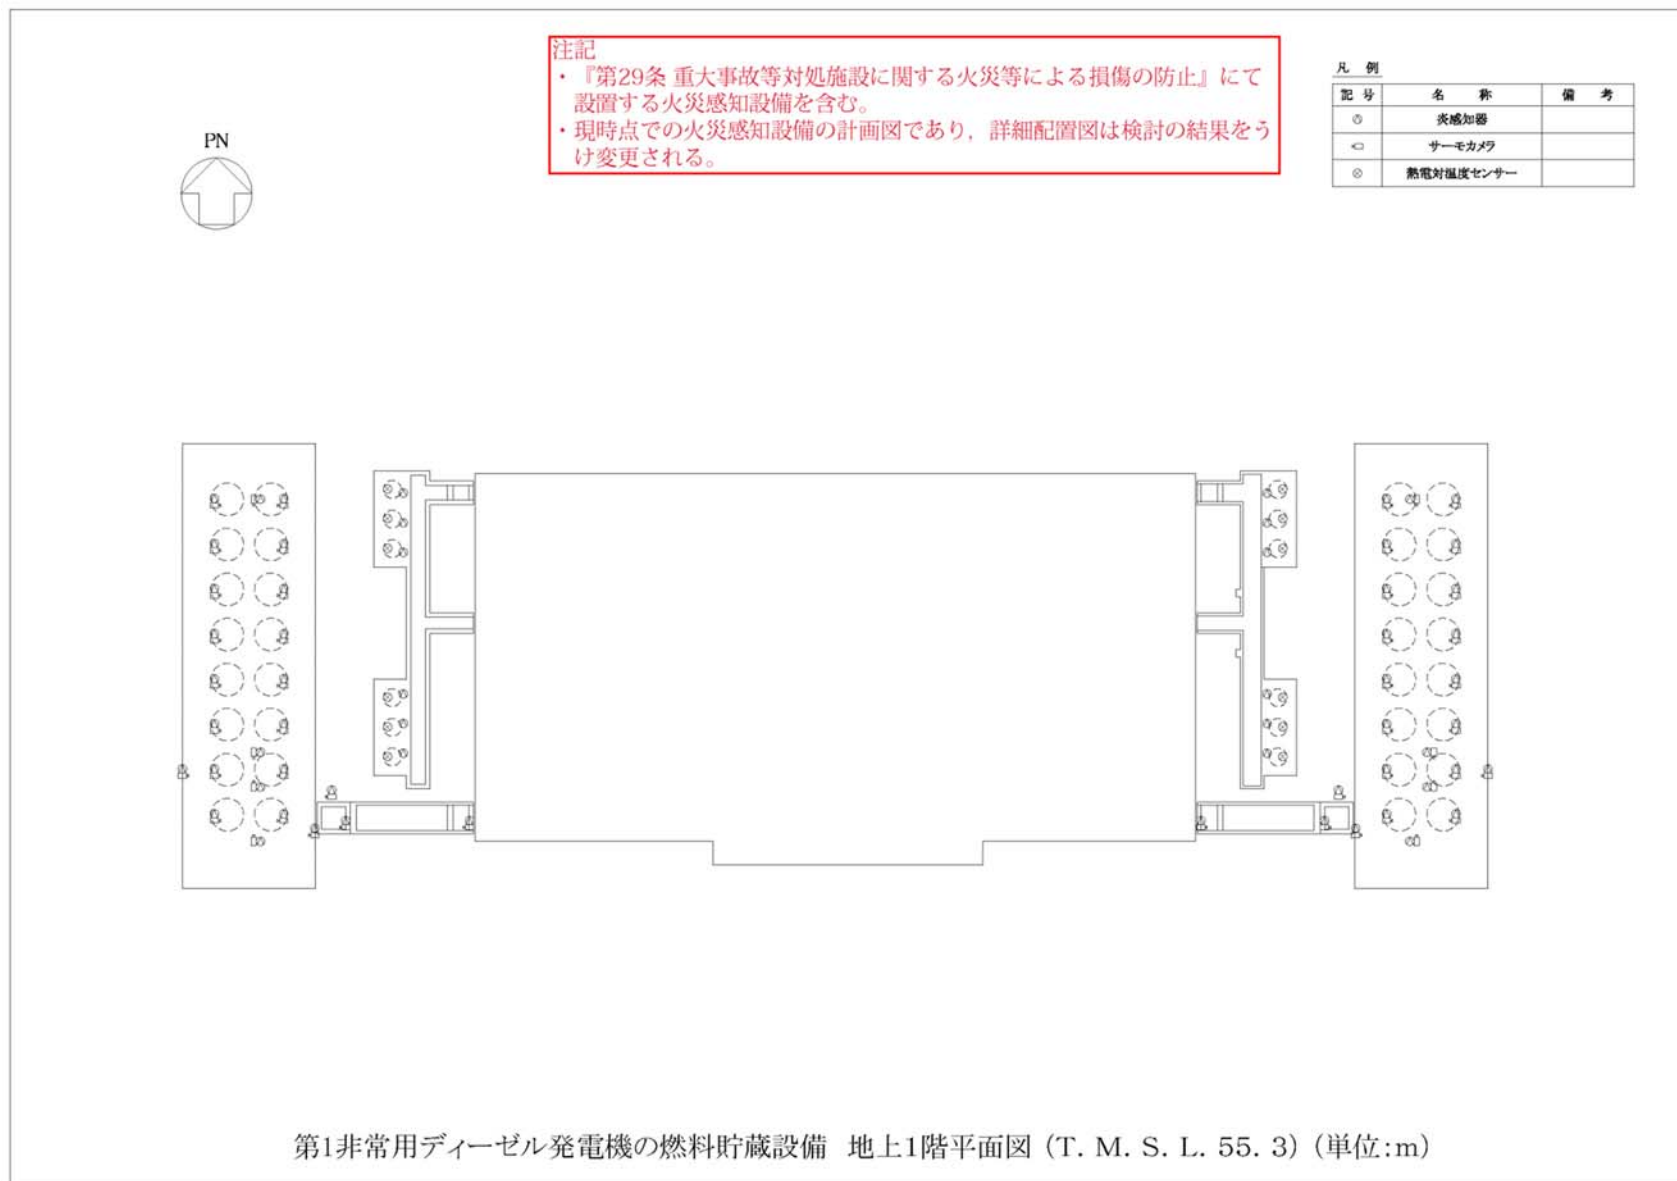 注記
・『第29条 重大事故等対処施設に関する火災等による損傷の防止』にて
設置する火災感知設備を含む。
・現時点での火災感知設備の計画図であり，詳細配置図は検討の結果をう
け変更される。
凡 例
記 号 名 称 備 考
炎感知器
サーモカメラ
熱電対温度センサー
PN
第1非常用ディーゼル発電機の燃料貯蔵設備 地上1階平面図 (T. M. S. L. 55. 3) (単位:m)